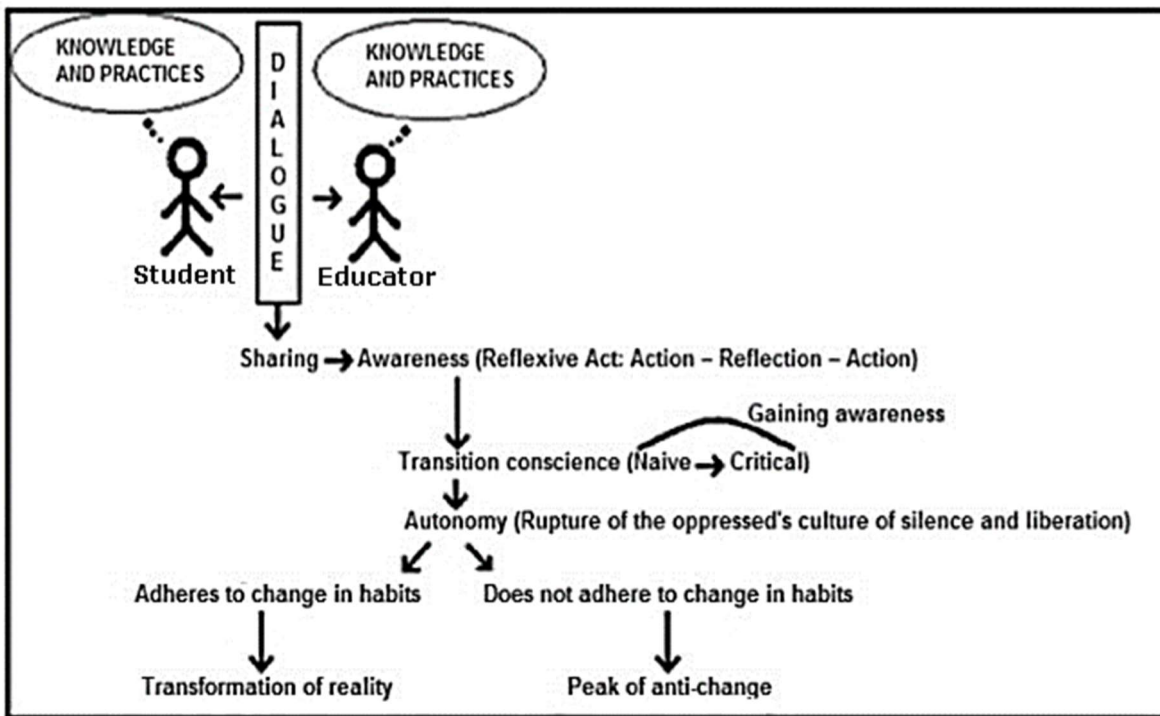 KNOWLEDGE
AND PRACTICES
DIALOGUE
KNOWLEDGE
AND PRACTICES
Student
Educator
Sharing → Awareness (Reflexive Act: Action – Reflection – Action)
Gaining awareness
Transition conscience (Naive → Critical)
Autonomy (Rupture of the oppressed's culture of silence and liberation)
Adheres to change in habits
Does not adhere to change in habits
Transformation of reality
Peak of anti-change